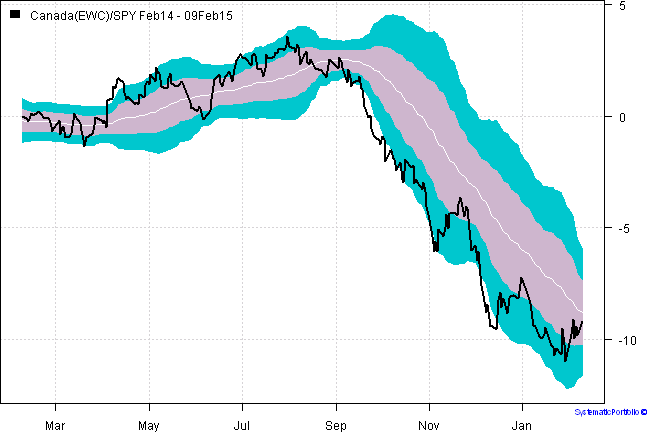 Canada(EWC)/SPY Feb14 - 09Feb15
5
0
-5
-10
Mar May Jul Sep Nov Jan
SystematicPortfolio ©